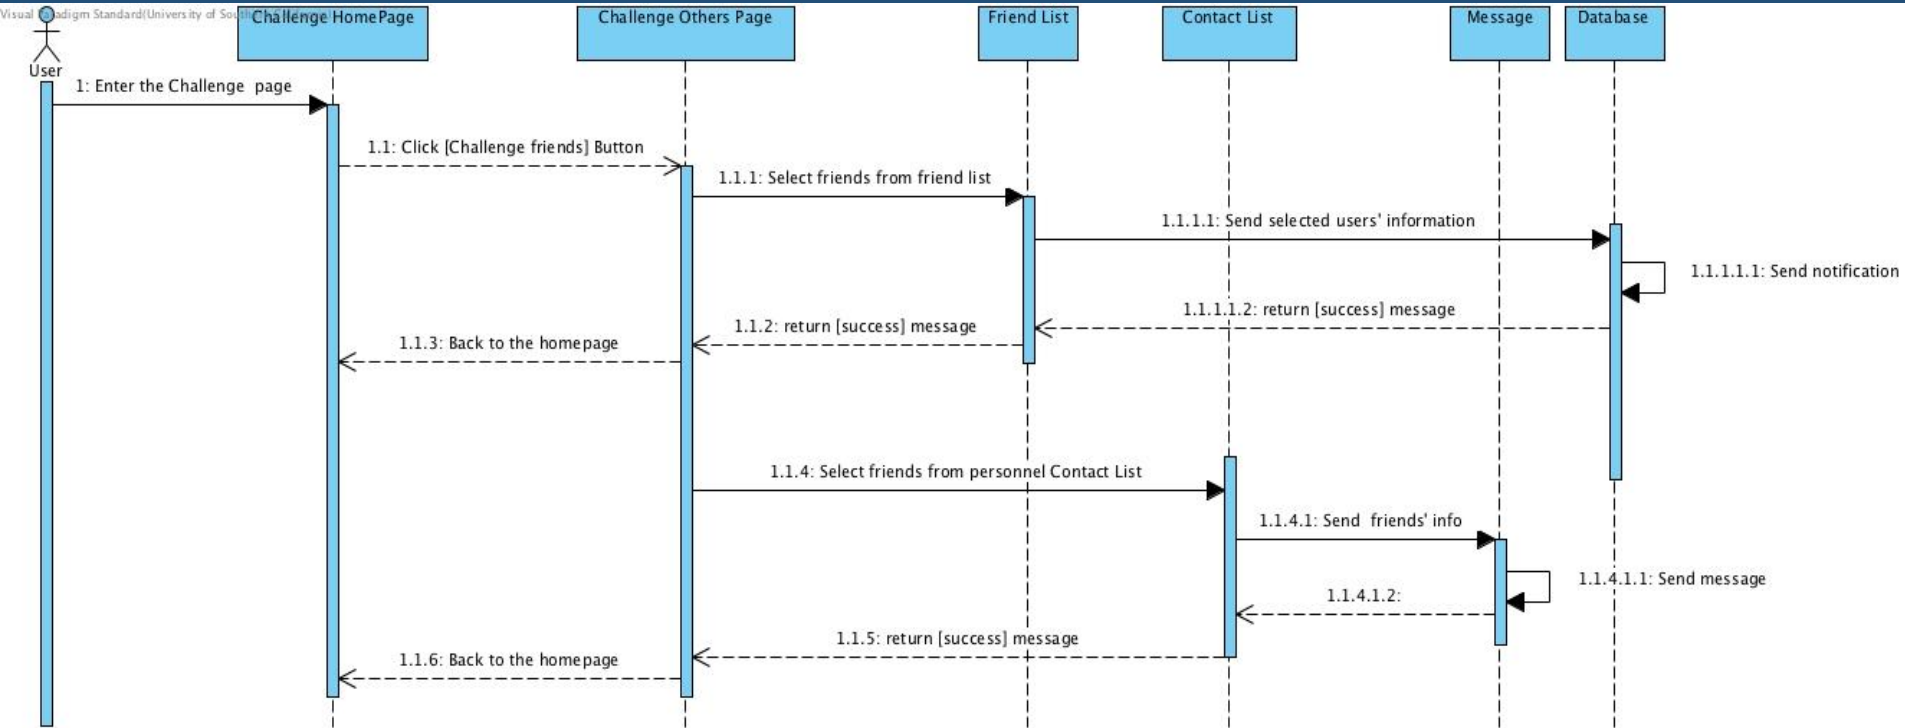 Visual Paradigm Standard(University of Southern California)
Challenge HomePage
Challenge Others Page
Friend List
Contact List
Message
Database
User
1: Enter the Challenge page
1.1: Click [Challenge friends] Button
1.1.1: Select friends from friend list
1.1.1.1: Send selected users' information
1.1.1.1.1: Send notification
1.1.1.1.2: return [success] message
1.1.2: return [success] message
1.1.3: Back to the homepage
1.1.4: Select friends from personnel Contact List
1.1.4.1: Send friends' info
1.1.4.1.1: Send message
1.1.4.1.2:
1.1.5: return [success] message
1.1.6: Back to the homepage